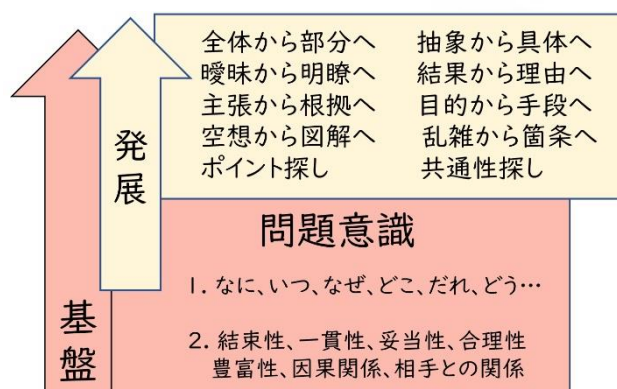 全体から部分へ 抽象から具体へ
曖昧から明瞭へ 結果から理由へ
主張から根拠へ 目的から手段へ
空想から図解へ 乱雑から箇条へ
ポイント探し 共通性探し
発展
問題意識
1. なに、いつ、なぜ、どこ、だれ、どう…
2. 結束性、一貫性、妥当性、合理性
豊富性、因果関係、相手との関係
基盤